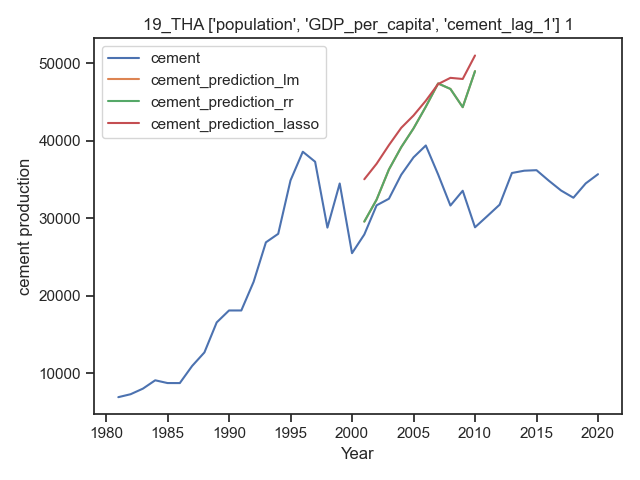 19_THA ['population', 'GDP_per_capita', 'cement_lag_1'] 1
cement
cement_prediction_lm
cement_prediction_rr
cement_prediction_lasso
cement production
50000
40000
30000
20000
10000
1980 1985 1990 1995 2000 2005 2010 2015 2020
Year